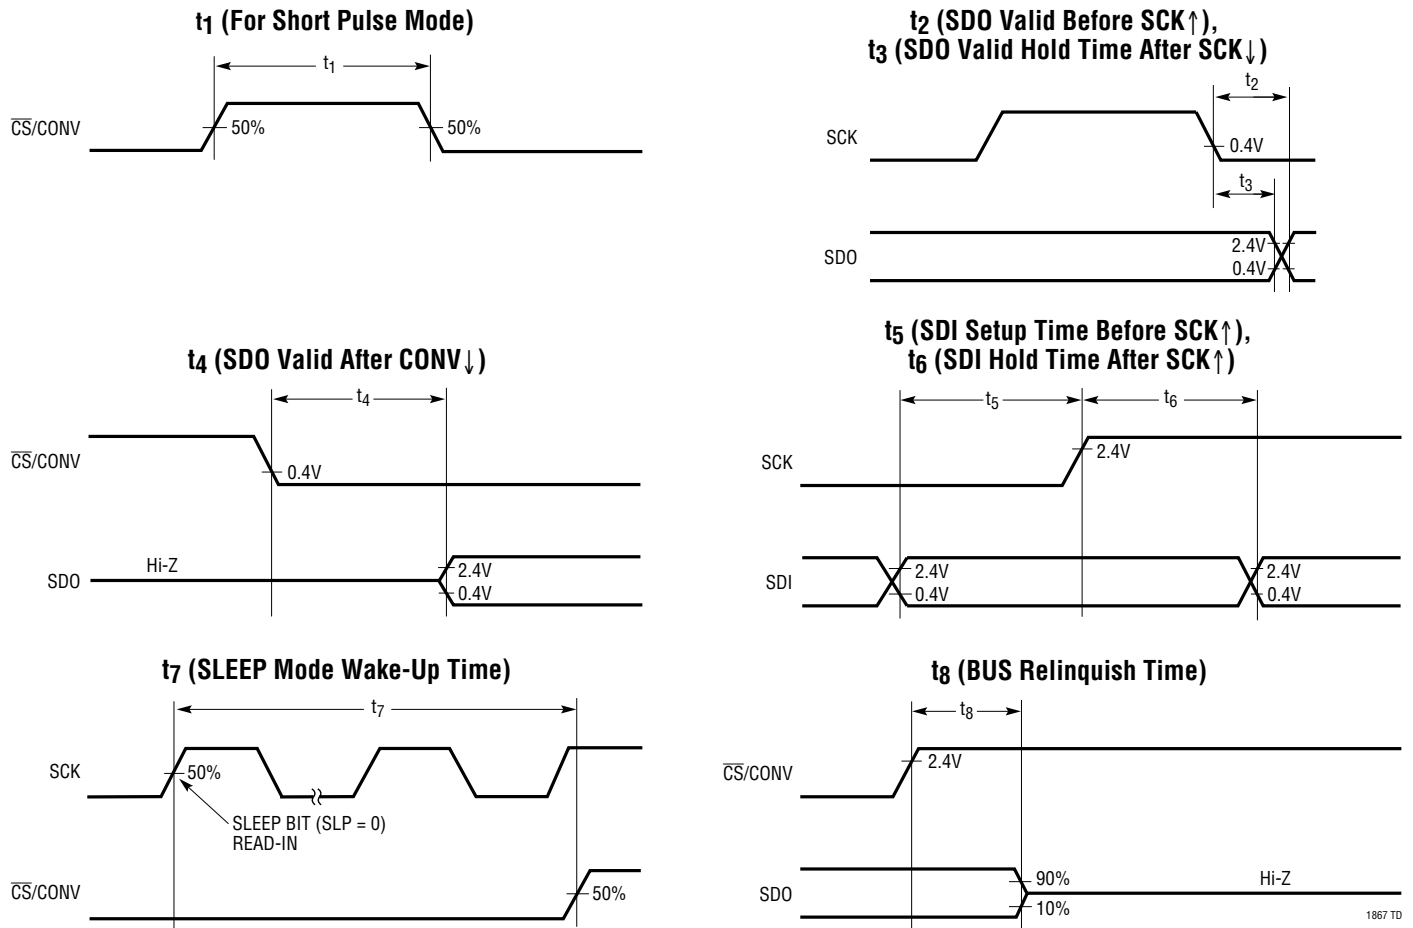 t1 (For Short Pulse Mode)
t1
CS/CONV
50%
50%
t2 (SDO Valid Before SCK↑),
t3 (SDO Valid Hold Time After SCK↓)
t2
SCK
0.4V
t3
SDO
2.4V
0.4V
t4 (SDO Valid After CONV↓)
t4
CS/CONV
0.4V
Hi-Z
SDO
2.4V
0.4V
t5 (SDI Setup Time Before SCK↑),
t6 (SDI Hold Time After SCK↑)
t5
t6
SCK
2.4V
SDI
2.4V
0.4V
2.4V
0.4V
t7 (SLEEP Mode Wake-Up Time)
t7
SCK
50%
SLEEP BIT (SLP = 0)
READ-IN
CS/CONV
50%
t8 (BUS Relinquish Time)
t8
CS/CONV
2.4V
SDO
90%
10%
Hi-Z
1867 TD